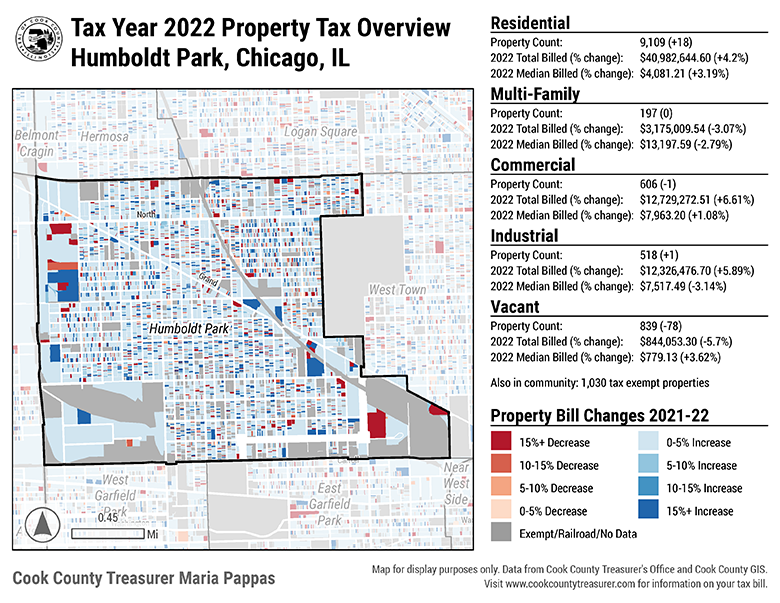 Tax Year 2022 Property Tax Overview
Humboldt Park, Chicago, IL
Belmont
Cragin
Hermosa
Logan Square
North
Grand
West Town
Humboldt Park
West
Garfield
Park
East
Garfield
Park
Near
West
Side
0.45
Mi
Residential
Property Count: 9,109 (+18)
2022 Total Billed (% change): $40,982,644.60 (+4.2%)
2022 Median Billed (% change): $4,081.21 (+3.19%)
Multi-Family
Property Count: 197 (0)
2022 Total Billed (% change): $3,175,009.54 (-3.07%)
2022 Median Billed (% change): $13,197.59 (-2.79%)
Commercial
Property Count: 606 (-1)
2022 Total Billed (% change): $12,729,272.51 (+6.61%)
2022 Median Billed (% change): $7,963.20 (+1.08%)
Industrial
Property Count: 518 (+1)
2022 Total Billed (% change): $12,326,476.70 (+5.89%)
2022 Median Billed (% change): $7,517.49 (-3.14%)
Vacant
Property Count: 839 (-78)
2022 Total Billed (% change): $844,053.30 (-5.7%)
2022 Median Billed (% change): $779.13 (+3.62%)
Also in community: 1,030 tax exempt properties
Property Bill Changes 2021-22
15%+ Decrease
10-15% Decrease
5-10% Decrease
0-5% Decrease
Exempt/Railroad/No Data
0-5% Increase
5-10% Increase
10-15% Increase
15%+ Increase
Cook County Treasurer Maria Pappas
Map for display purposes only. Data from Cook County Treasurer's Office and Cook County GIS.
Visit www.cookcountytreasurer.com for information on your tax bill.